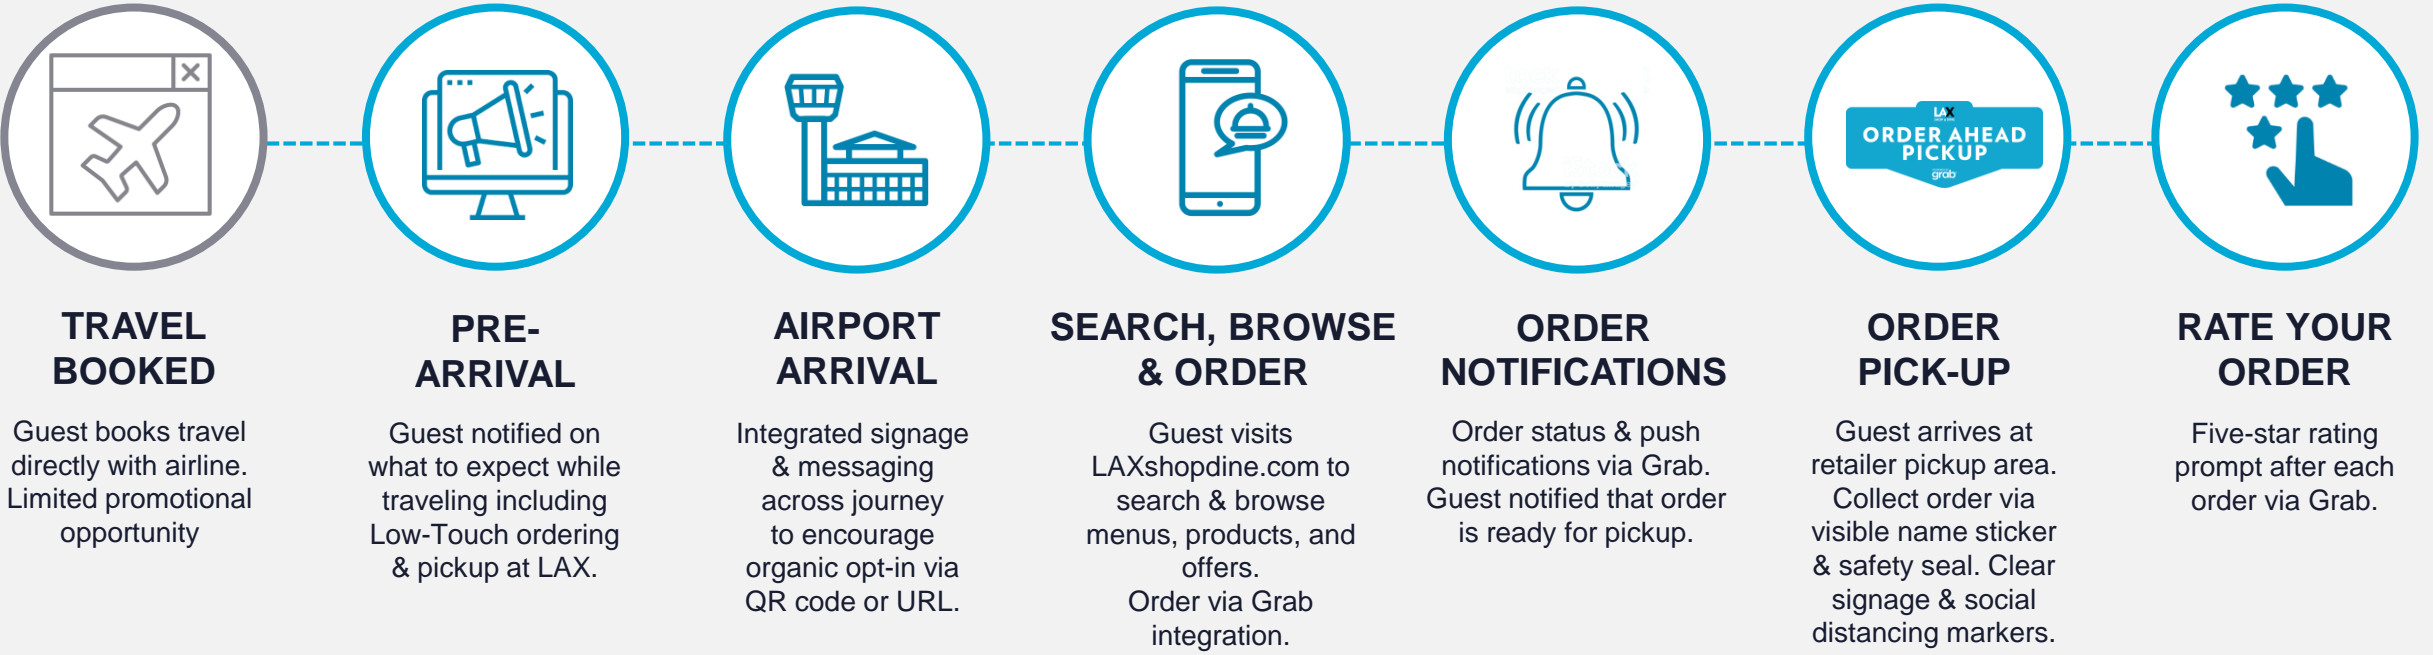 LAX
ORDER AHEAD
PICKUP
grab
TRAVEL
BOOKED
Guest books travel
directly with airline.
Limited promotional
opportunity
PRE-
ARRIVAL
Guest notified on
what to expect while
traveling including
Low-Touch ordering
& pickup at LAX.
AIRPORT
ARRIVAL
Integrated signage
& messaging
across journey
to encourage
organic opt-in via
QR code or URL.
SEARCH, BROWSE
& ORDER
Guest visits
LAXshopdine.com to
search & browse
menus, products, and
offers.
Order via Grab
integration.
ORDER
NOTIFICATIONS
Order status & push
notifications via Grab.
Guest notified that order
is ready for pickup.
ORDER
PICK-UP
Guest arrives at
retailer pickup area.
Collect order via
visible name sticker
& safety seal. Clear
signage & social
distancing markers.
RATE YOUR
ORDER
Five-star rating
prompt after each
order via Grab.